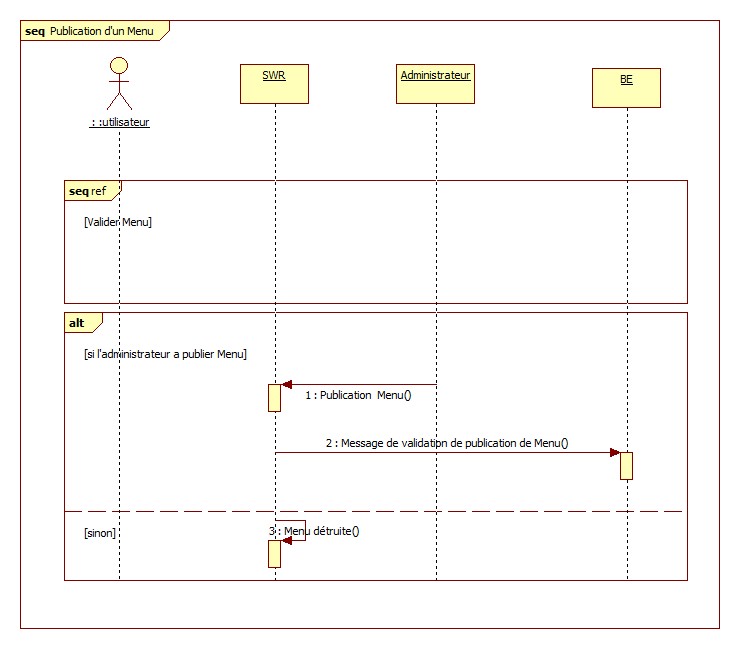 seq Publication d'un Menu
SWR
Administrateur
BE
: :utilisateur
seq ref
[Valider Menu]
alt
[si l'administrateur a publier Menu]
1 : Publication Menu()
2 : Message de validation de publication de Menu()
3 : Menu détruite()
[sinon]